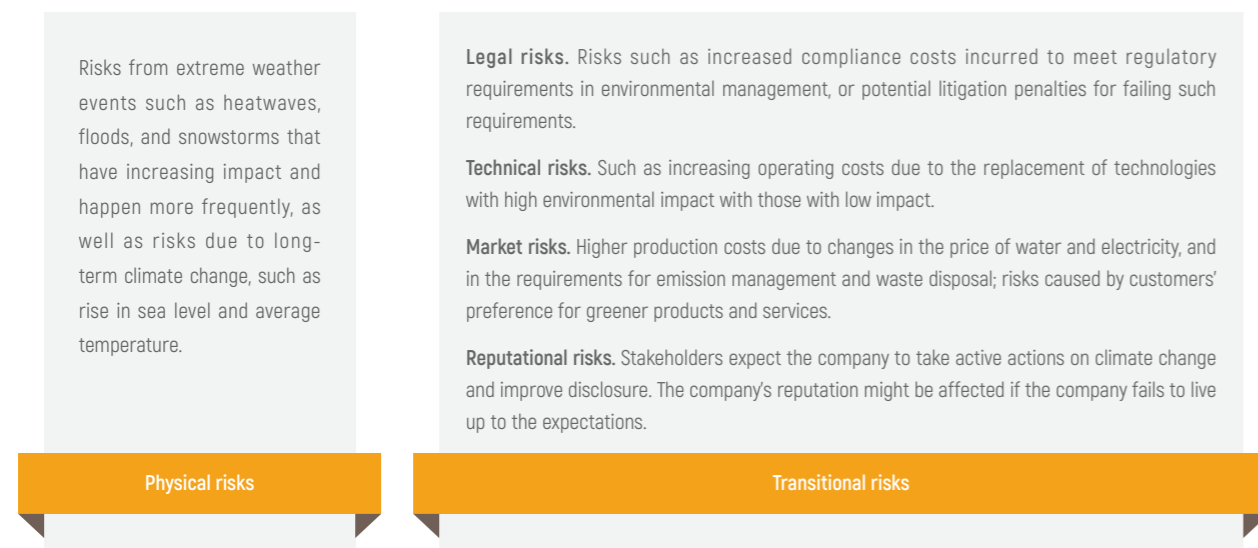 Risks from extreme weather
events such as heatwaves,
floods, and snowstorms that
have increasing impact and
happen more frequently, as
well as risks due to long-
term climate change, such as
rise in sea level and average
temperature.
Physical risks
Legal risks. Risks such as increased compliance costs incurred to meet regulatory
requirements in environmental management, or potential litigation penalties for failing such
requirements.
Technical risks. Such as increasing operating costs due to the replacement of technologies
with high environmental impact with those with low impact.
Market risks. Higher production costs due to changes in the price of water and electricity, and
in the requirements for emission management and waste disposal; risks caused by customers'
preference for greener products and services.
Reputational risks. Stakeholders expect the company to take active actions on climate change
and improve disclosure. The company's reputation might be affected if the company fails to live
up to the expectations.
Transitional risks